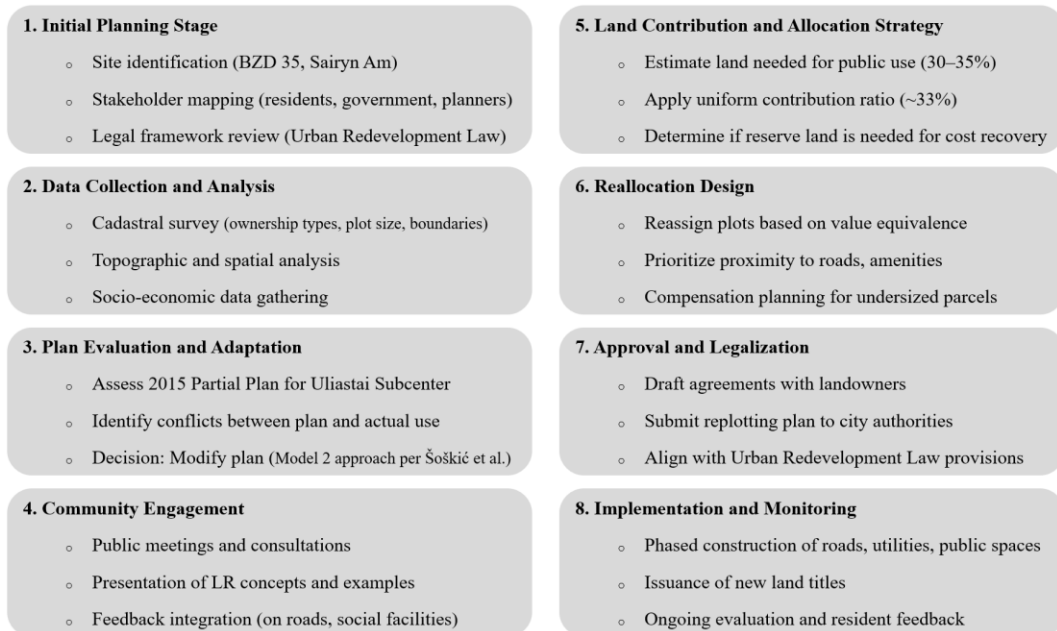 1. Initial Planning Stage
○ Site identification (BZD 35, Sairyn Am)
○ Stakeholder mapping (residents, government, planners)
○ Legal framework review (Urban Redevelopment Law)
2. Data Collection and Analysis
○ Cadastral survey (ownership types, plot size, boundaries)
○ Topographic and spatial analysis
○ Socio-economic data gathering
3. Plan Evaluation and Adaptation
○ Assess 2015 Partial Plan for Uliastai Subcenter
○ Identify conflicts between plan and actual use
○ Decision: Modify plan (Model 2 approach per Šoškić et al.)
4. Community Engagement
○ Public meetings and consultations
○ Presentation of LR concepts and examples
○ Feedback integration (on roads, social facilities)
5. Land Contribution and Allocation Strategy
○ Estimate land needed for public use (30–35%)
○ Apply uniform contribution ratio (~33%)
○ Determine if reserve land is needed for cost recovery
6. Reallocation Design
○ Reassign plots based on value equivalence
○ Prioritize proximity to roads, amenities
○ Compensation planning for undersized parcels
7. Approval and Legalization
○ Draft agreements with landowners
○ Submit replotting plan to city authorities
○ Align with Urban Redevelopment Law provisions
8. Implementation and Monitoring
○ Phased construction of roads, utilities, public spaces
○ Issuance of new land titles
○ Ongoing evaluation and resident feedback